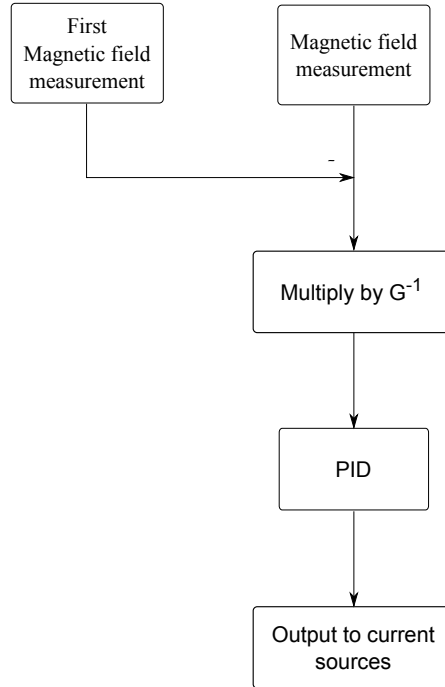 First
Magnetic field
measurement
Magnetic field
measurement
-
Multiply by G⁻¹
PID
Output to current
sources